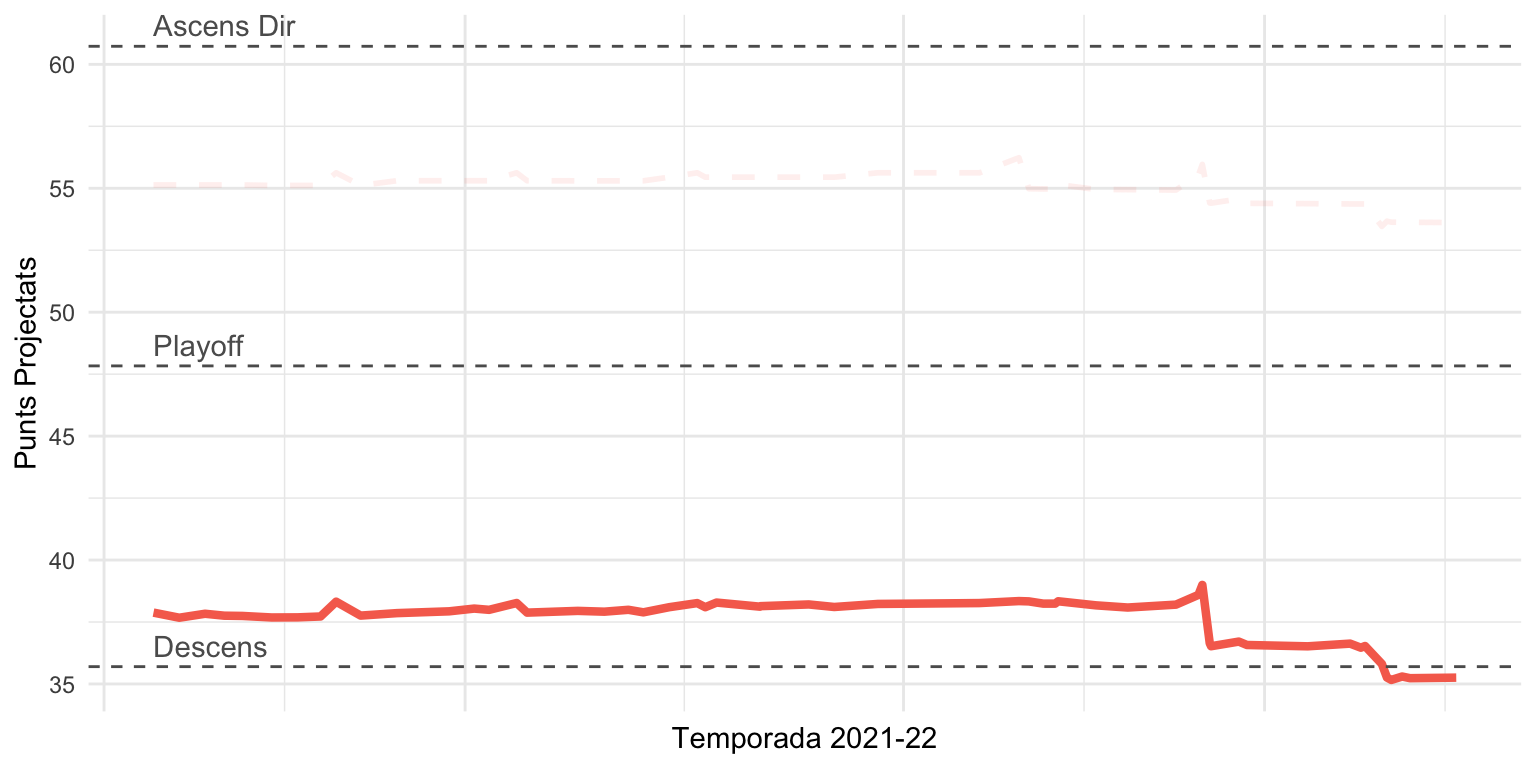 Ascens Dir
60
55
50
Playoff
45
40
Descens
35
Punts Projectats
Temporada 2021-22